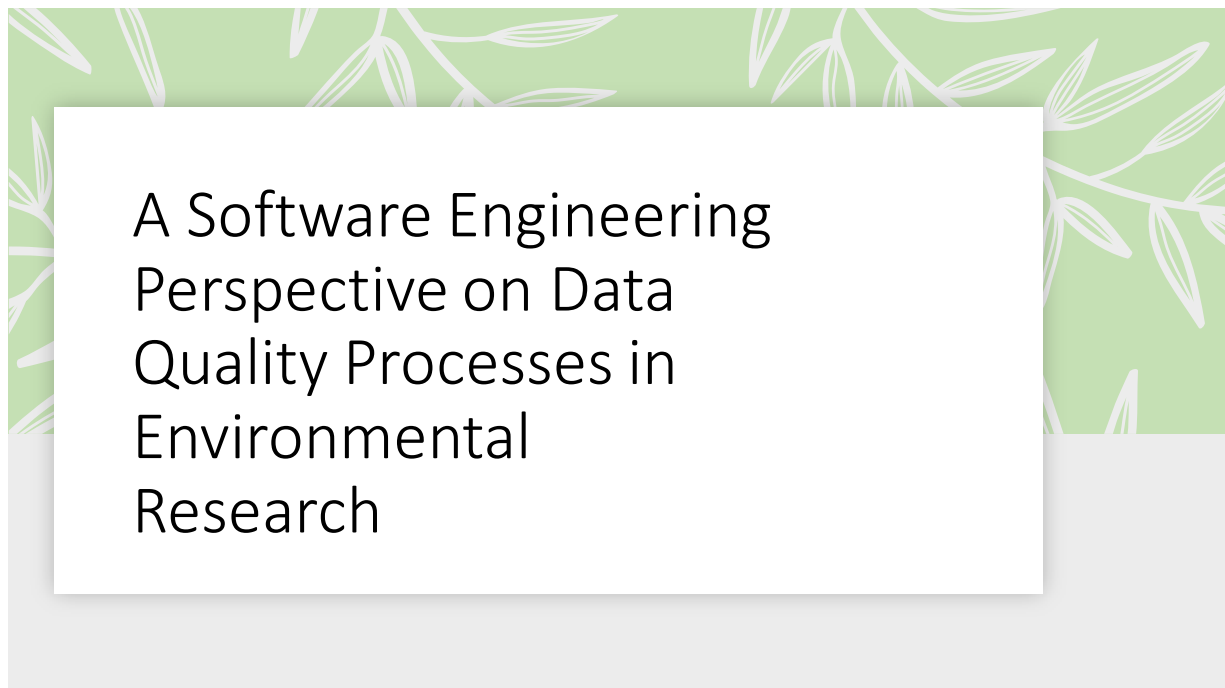 A Software Engineering
Perspective on Data
Quality Processes in
Environmental
Research